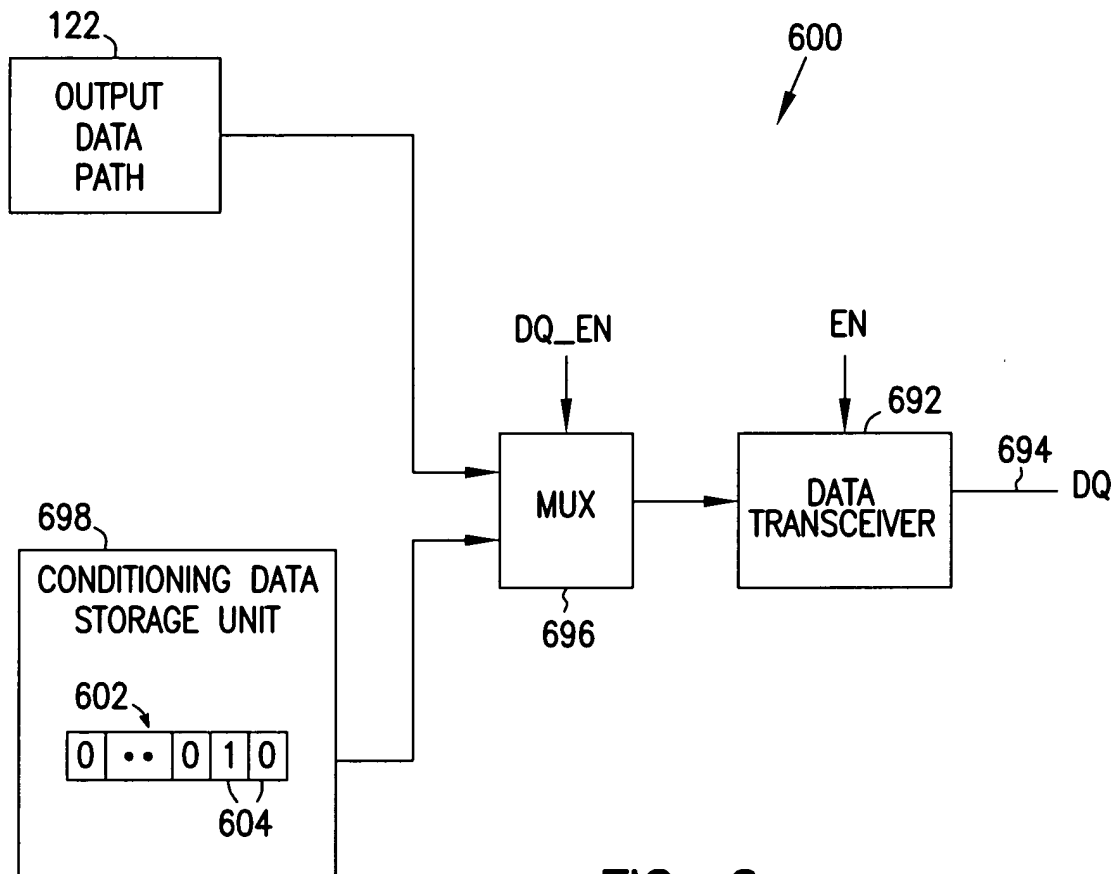 122
600
OUTPUT
DATA
PATH
DQ_EN
EN
692
694
DQ
MUX
DATA
TRANSCEIVER
696
698
CONDITIONING DATA
STORAGE UNIT
602
0 •• 0 1 0
604